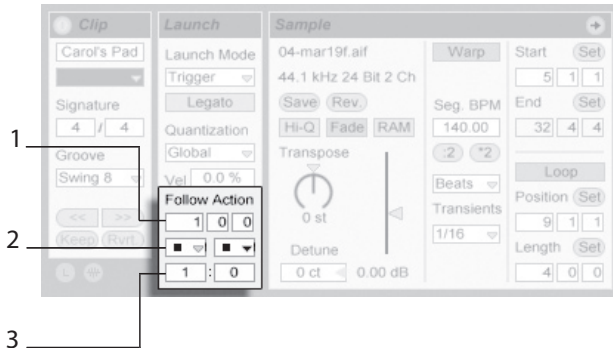 Clip
Carol's Pad
Signature
4 / 4
Groove
Swing 8
<< >>
Keep Rvrt.
L
Launch
Launch Mode
Trigger
Legato
Quantization
Global
Vel 0.0 %
Follow Action
1 0 0
1 : 0
Sample
04-mar19f.aif
44.1 kHz 24 Bit 2 Ch
Save Rev.
Hi-Q Fade RAM
Transpose
0 st
Detune
0 ct 0.00 dB
Warp
Seg. BPM
140.00
:2 *2
Beats
Transients
1/16
Start Set
5 1 1
End Set
32 4 4
Loop
Position Set
9 1 1
Length Set
4 0 0
1
2
3